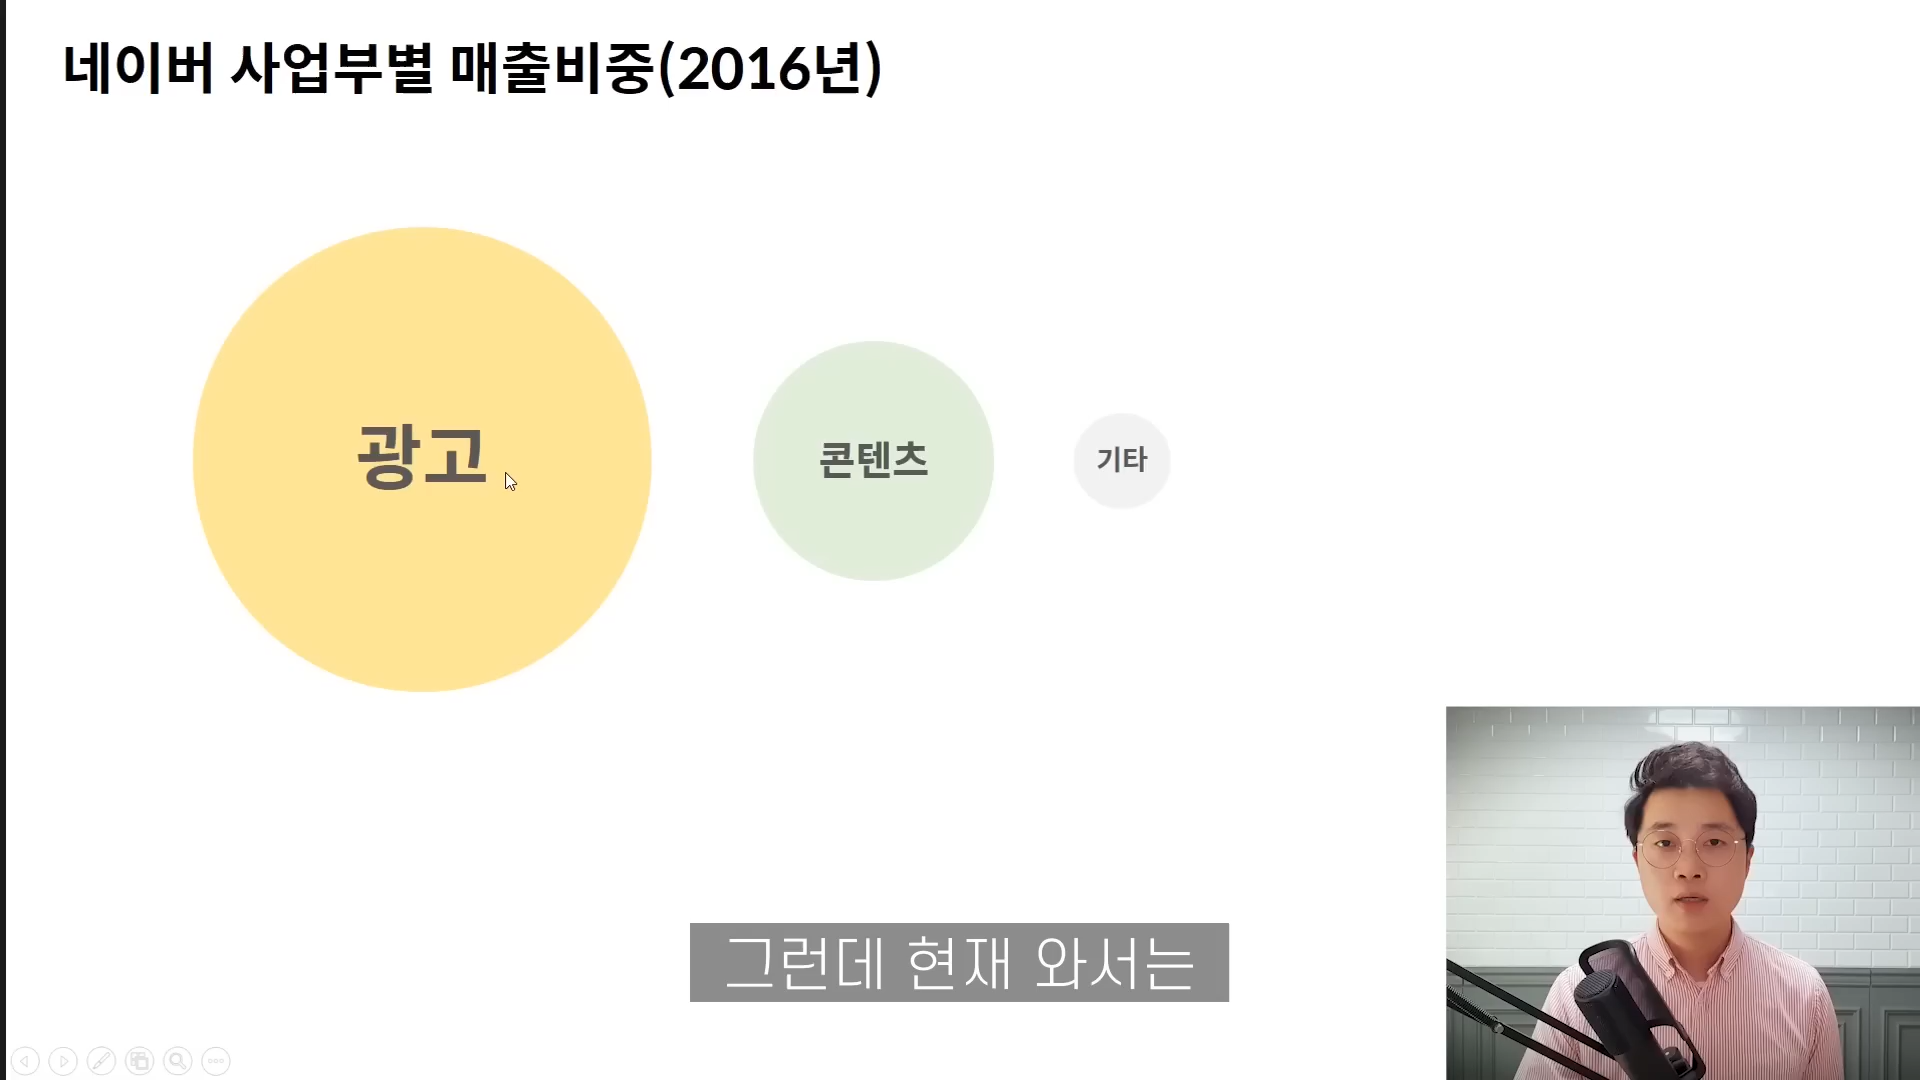 네이버 사업부별 매출비중(2016년)
광고
콘텐츠
기타
그런데 현재 와서는